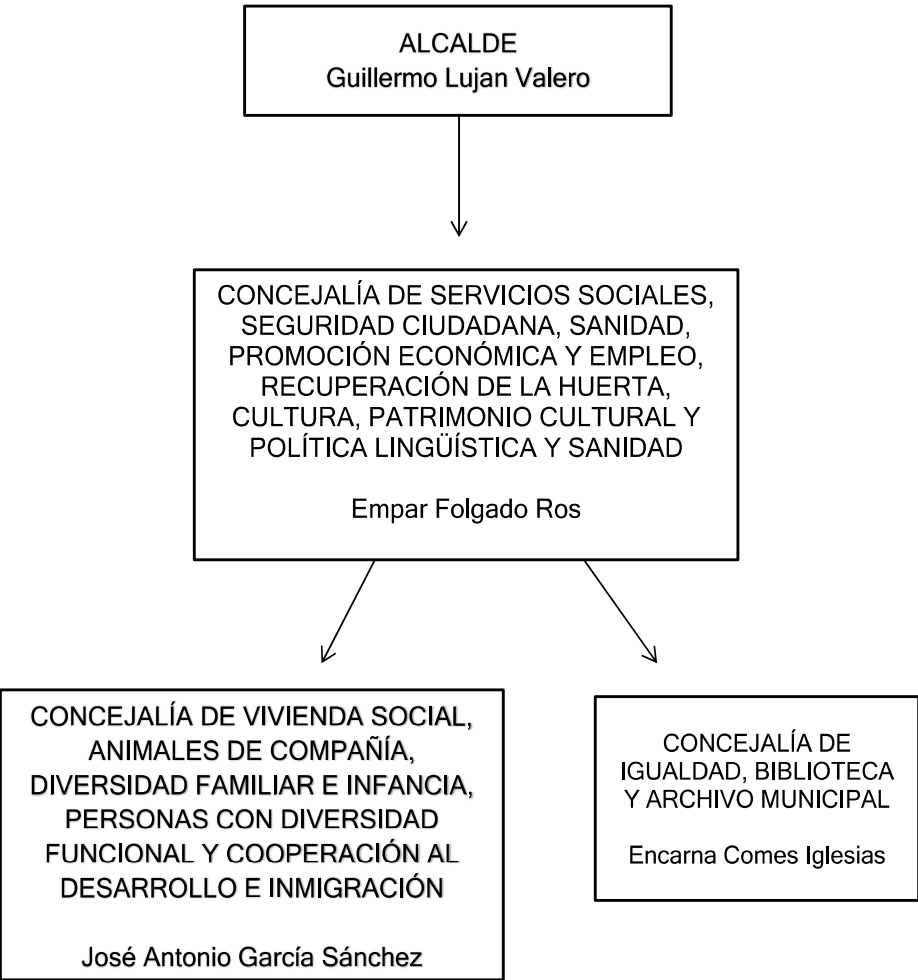 ALCALDE
Guillermo Lujan Valero
CONCEJALÍA DE SERVICIOS SOCIALES,
SEGURIDAD CIUDADANA, SANIDAD,
PROMOCIÓN ECONÓMICA Y EMPLEO,
RECUPERACIÓN DE LA HUERTA,
CULTURA, PATRIMONIO CULTURAL Y
POLÍTICA LINGÜÍSTICA Y SANIDAD
Empar Folgado Ros
CONCEJALÍA DE VIVIENDA SOCIAL,
ANIMALES DE COMPAÑÍA,
DIVERSIDAD FAMILIAR E INFANCIA,
PERSONAS CON DIVERSIDAD
FUNCIONAL Y COOPERACIÓN AL
DESARROLLO E INMIGRACIÓN
José Antonio García Sánchez
CONCEJALÍA DE
IGUALDAD, BIBLIOTECA
Y ARCHIVO MUNICIPAL
Encarna Comes Iglesias